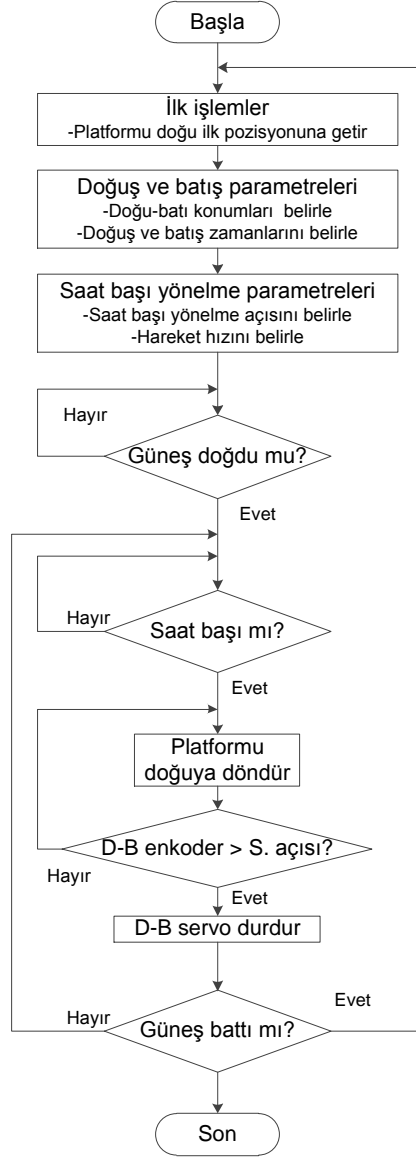 Başla
İlk işlemler
-Platformu doğu ilk pozisyonuna getir
Doğuş ve batış parametreleri
-Doğu-batı konumları belirle
-Doğuş ve batış zamanlarını belirle
Saat başı yönelme parametreleri
-Saat başı yönelme açısını belirle
-Hareket hızını belirle
Hayır
Güneş doğdu mu?
Evet
Hayır
Saat başı mı?
Evet
Platformu
doğuya döndür
D-B enkoder > S. açısı?
Hayır
Evet
D-B servo durdur
Evet
Hayır
Güneş battı mı?
Son